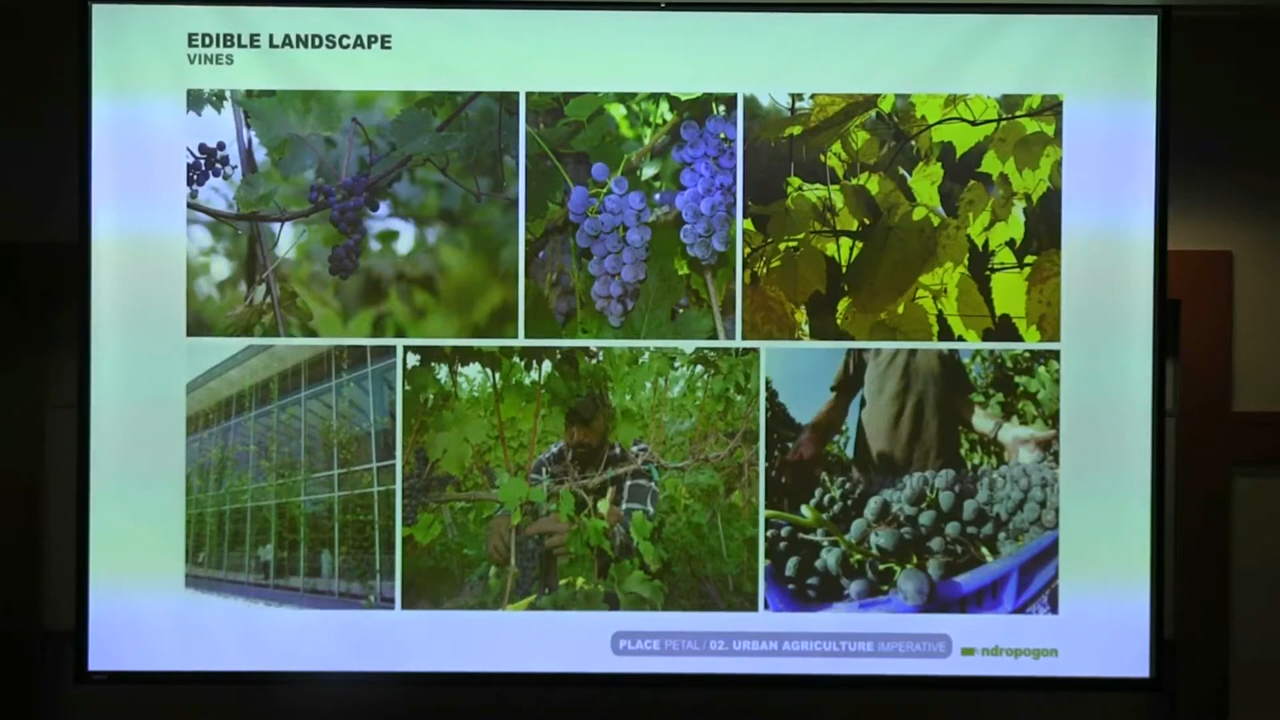 EDIBLE LANDSCAPE
VINES
PLACE PETAL / 02. URBAN AGRICULTURE IMPERATIVE
ndropogon